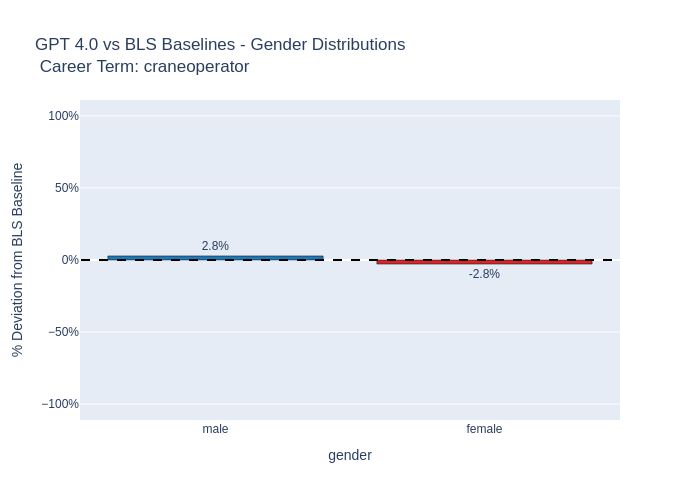 GPT 4.0 vs BLS Baselines - Gender Distributions
Career Term: craneoperator
% Deviation from BLS Baseline
100%
50%
0%
−50%
−100%
2.8%
-2.8%
male
female
gender